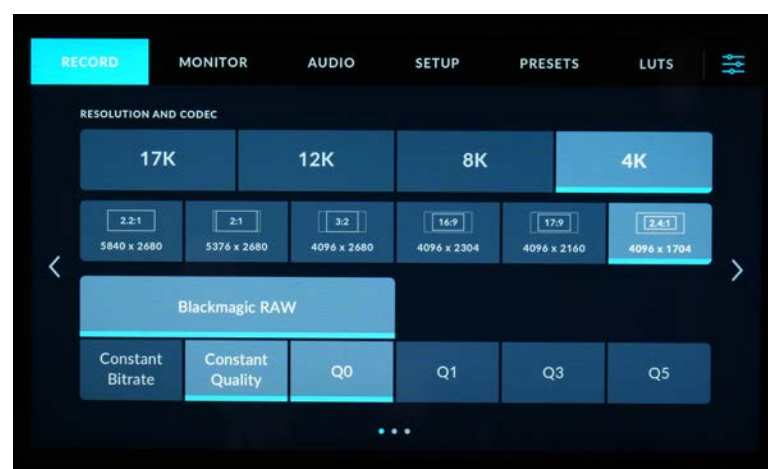 RECORD MONITOR AUDIO SETUP PRESETS LUTS
RESOLUTION AND CODEC
17K 12K 8K 4K
2.2:1 2:1 3:2 16:9 17:9 2.4:1
5840 x 2680 5376 x 2680 4096 x 2680 4096 x 2304 4096 x 2160 4096 x 1704
Blackmagic RAW
Constant Constant Q0 Q1 Q3 Q5
Bitrate Quality